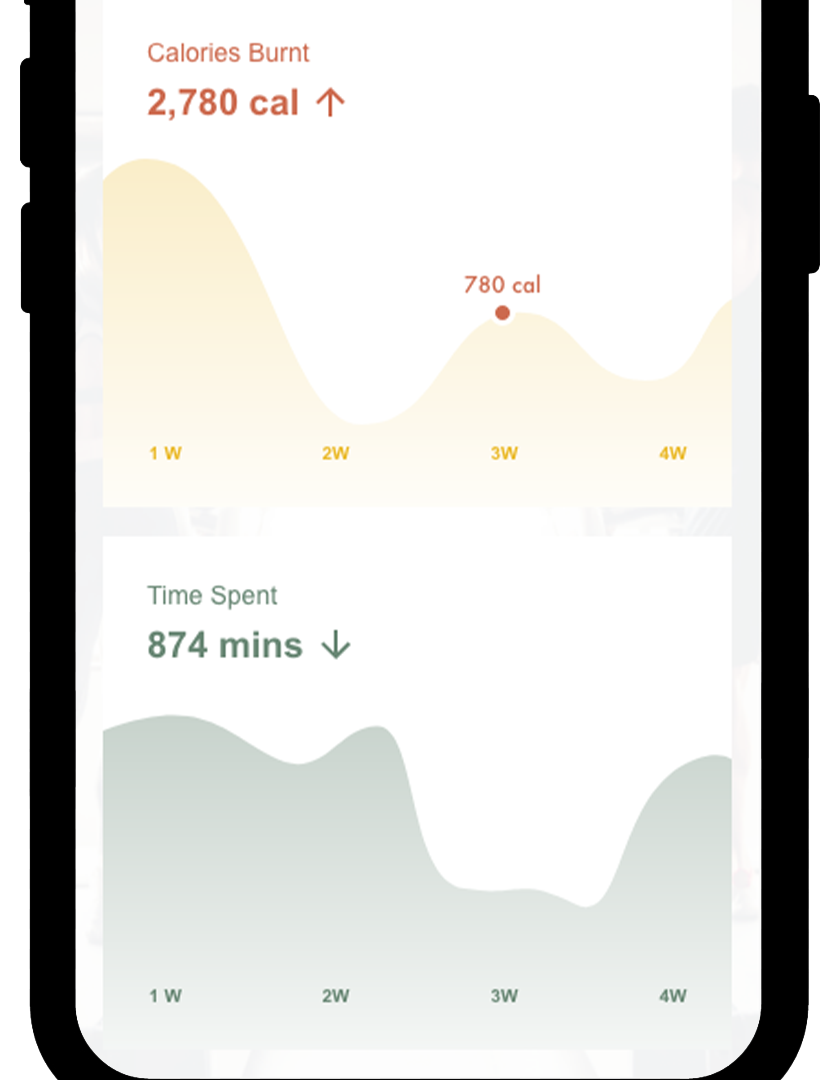 Calories Burnt
2,780 cal ↑
780 cal
1 W 2W 3W 4W
Time Spent
874 mins ↓
1 W 2W 3W 4W